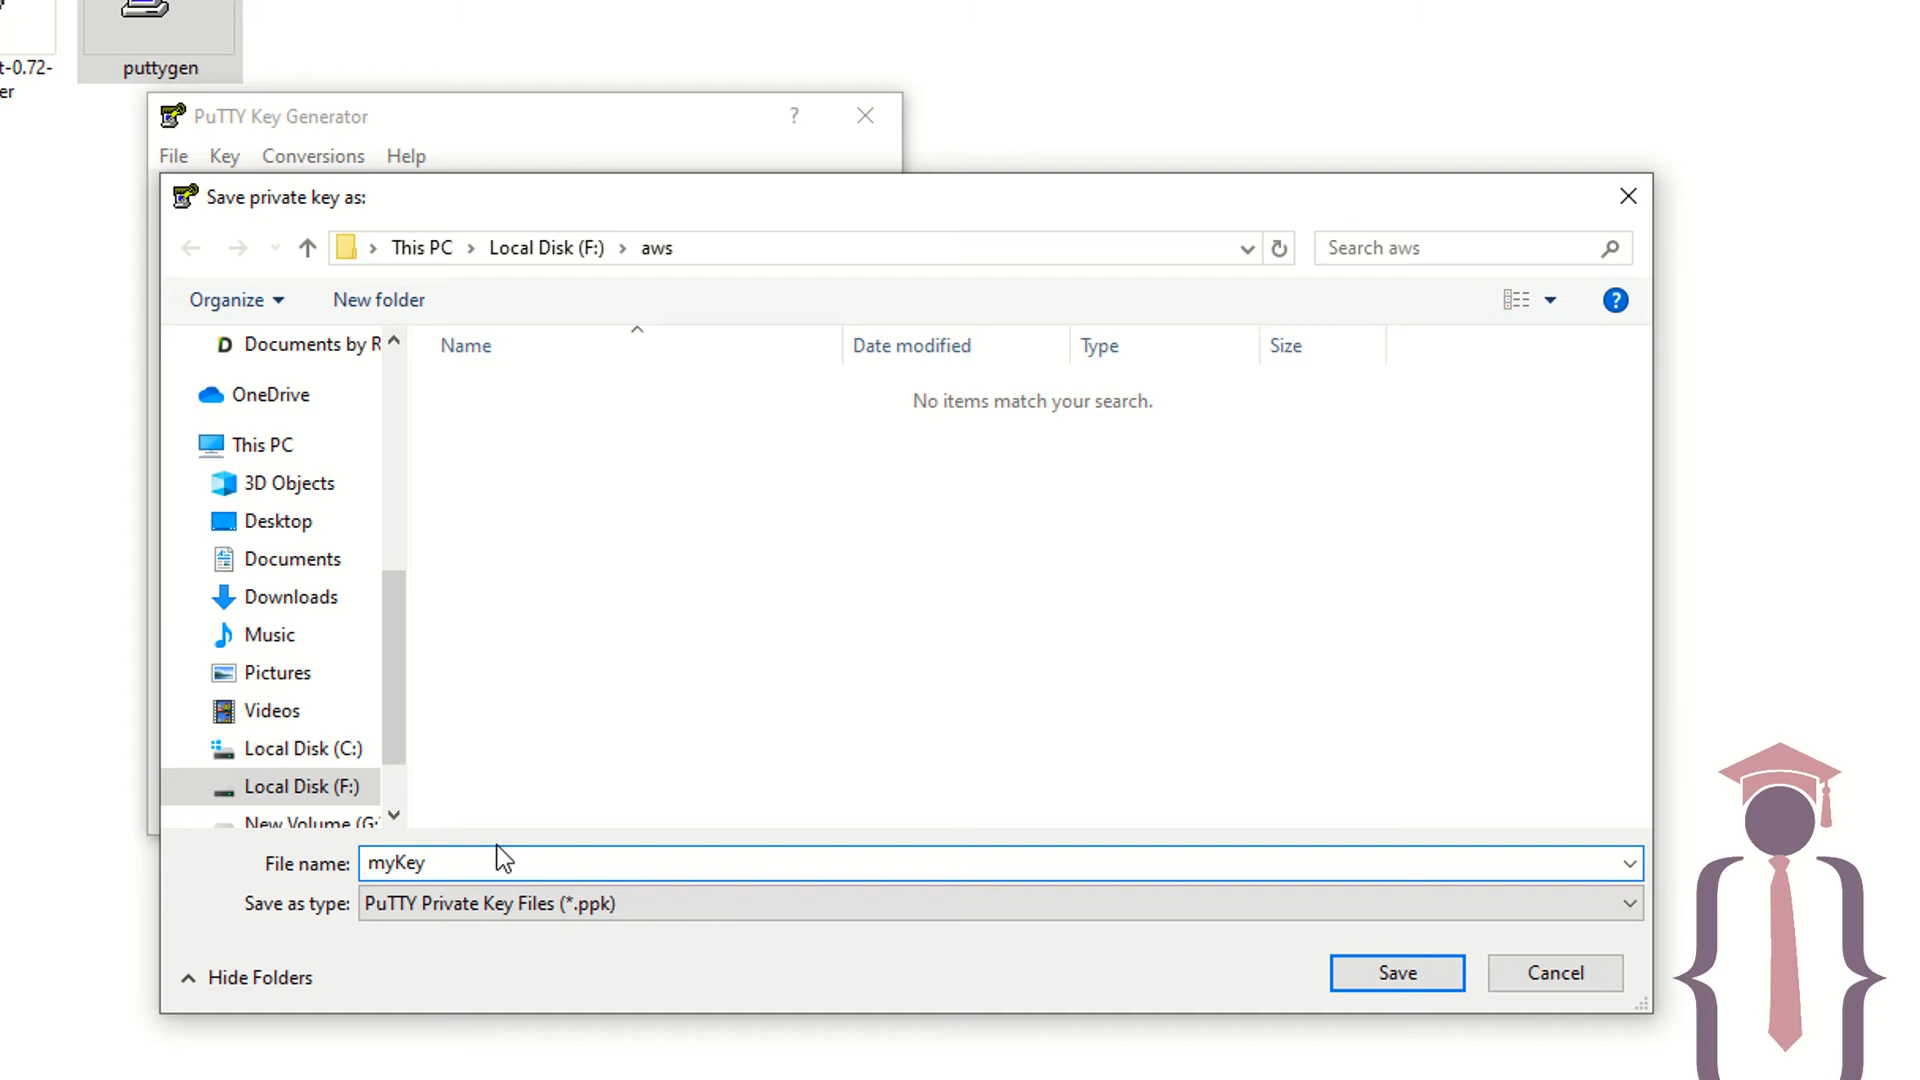 t-0.72-
er
puttygen
PuTTY Key Generator
?
File Key Conversions Help
Save private key as:
This PC > Local Disk (F:) > aws
Search aws
Organize
New folder
?
Name
Date modified
Type
Size
No items match your search.
Documents by R
OneDrive
This PC
3D Objects
Desktop
Documents
Downloads
Music
Pictures
Videos
Local Disk (C:)
Local Disk (F:)
New Volume (G:
File name: myKey
Save as type: PuTTY Private Key Files (*.ppk)
Hide Folders
Save
Cancel